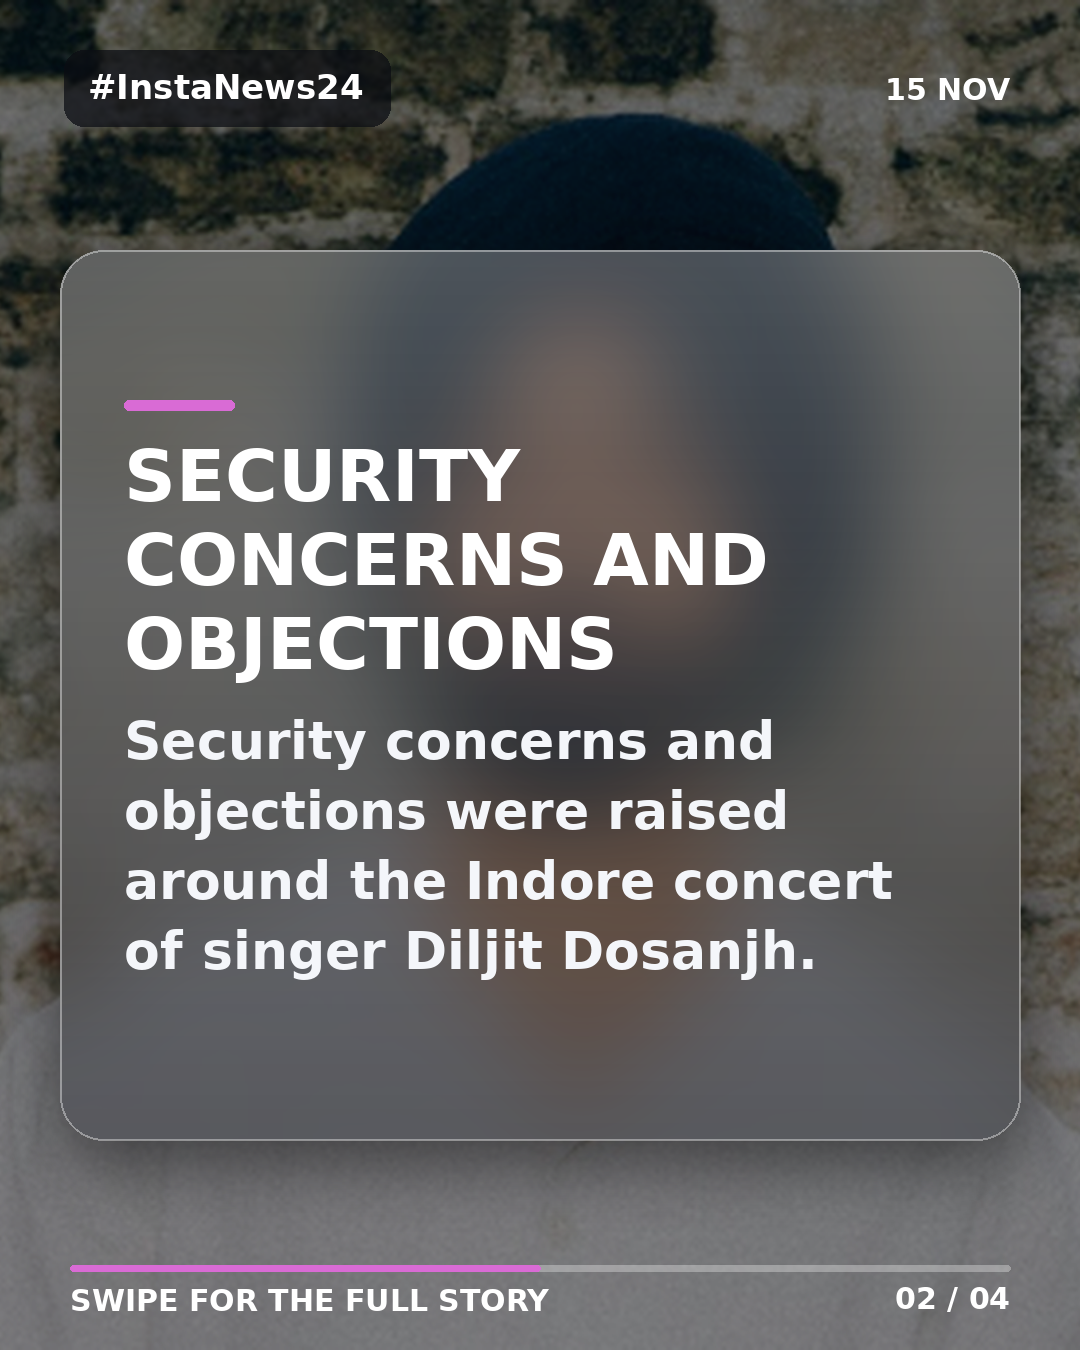 #InstaNews24
15 NOV
SECURITY
CONCERNS AND
OBJECTIONS
Security concerns and
objections were raised
around the Indore concert
of singer Diljit Dosanjh.
SWIPE FOR THE FULL STORY
02 / 04